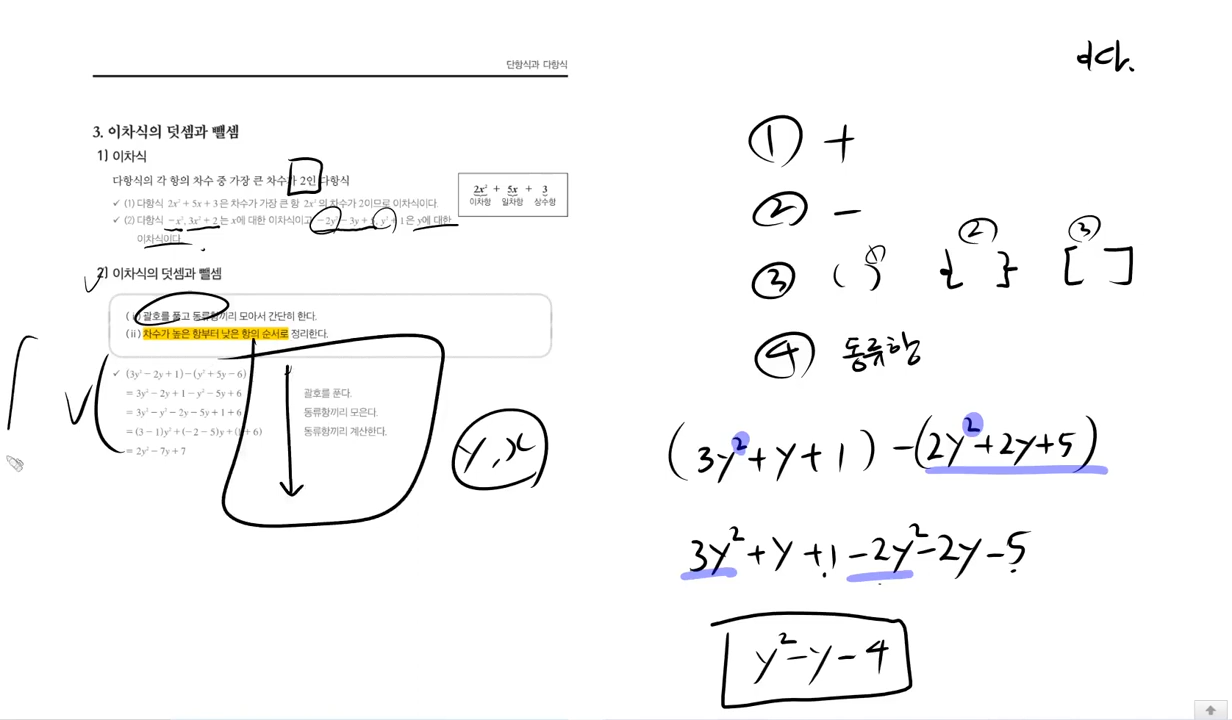 단항식과 다항식
3. 이차식의 덧셈과 뺄셈
1) 이차식
다항식의 각 항의 차수 중 가장 큰 차수가 2인 다항식
✓ (1) 다항식 2x² + 5x + 3은 차수가 가장 큰 항 2x²의 차수가 2이므로 이차식이다.
✓ (2) 다항식 −x², 3x² + 2는 x에 대한 이차식이고 −2y² − 3y + 5, y² + 1은 y에 대한
이차식이다.
2x² + 5x + 3
이차항 일차항 상수항
2) 이차식의 덧셈과 뺄셈
(ⅰ) 괄호를 풀고 동류항끼리 모아서 간단히 한다.
(ⅱ) 차수가 높은 항부터 낮은 항의 순서로 정리한다.
✓ (3y² − 2y + 1) − (y² + 5y − 6)
= 3y² − 2y + 1 − y² − 5y + 6 괄호를 푼다.
= 3y² − y² − 2y − 5y + 1 + 6 동류항끼리 모은다.
= (3 − 1)y² + (−2 − 5)y + (1 + 6) 동류항끼리 계산한다.
= 2y² − 7y + 7
y, x
① +
② −
③ ( ) ① { } ② [ ] ③
④ 동류항
(3y² + y + 1) − (2y² + 2y + 5)
3y² + y + 1 − 2y² − 2y − 5
y² − y − 4